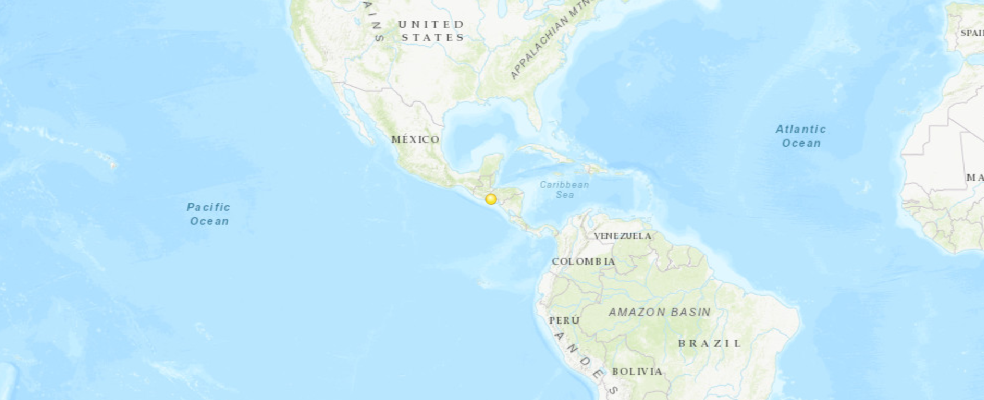 AINS
UNITED
STATES
APPALACHIAN MTNS
SPAI
Atlantic
Ocean
MÉXICO
MA
Caribbean
Sea
Pacific
Ocean
VENEZUELA
COLOMBIA
AMAZON BASIN
PERÚ
BRAZIL
ANDES
BOLIVIA